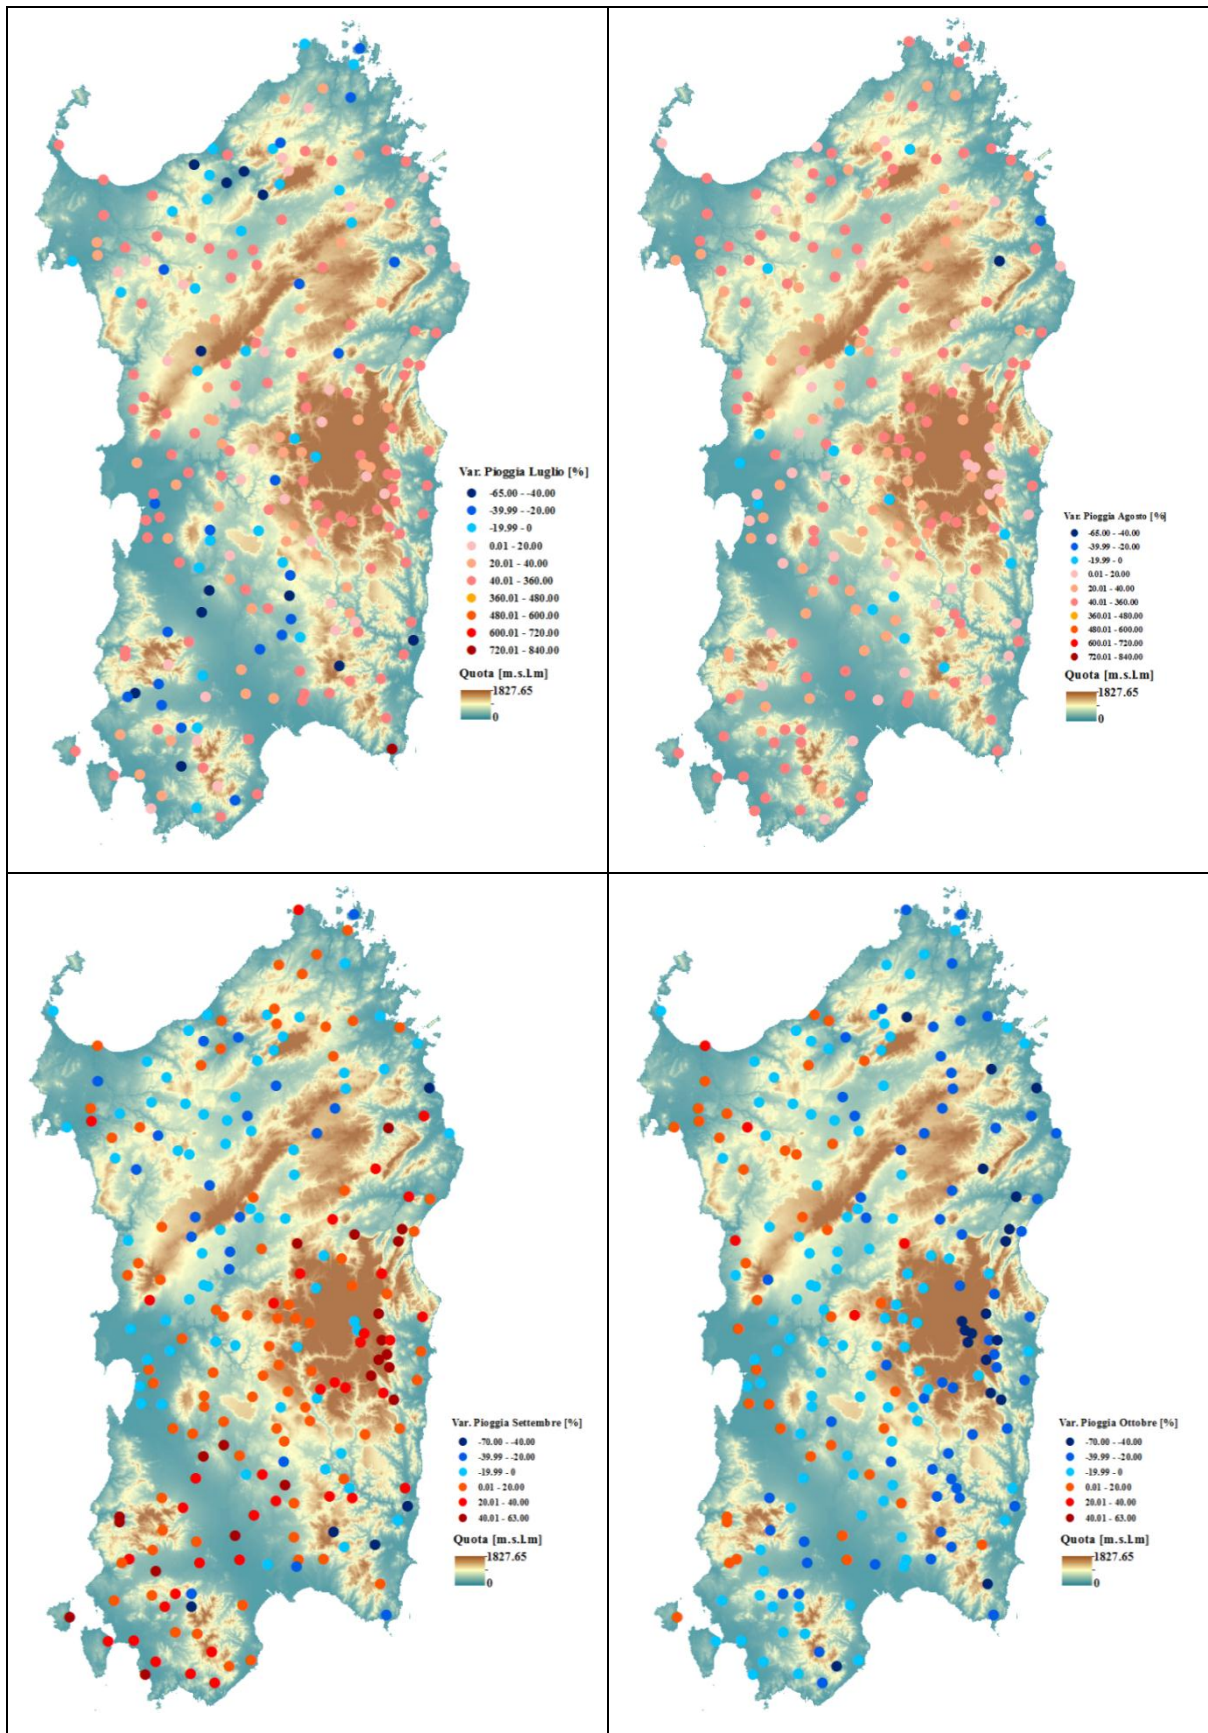 Var. Pioggia Luglio [%]
-65.00 - -40.00
-39.99 - -20.00
-19.99 - 0
0.01 - 20.00
20.01 - 40.00
40.01 - 360.00
360.01 - 480.00
480.01 - 600.00
600.01 - 720.00
720.01 - 840.00
Quota [m.s.l.m]
1827.65
0
Var. Pioggia Agosto [%]
-65.00 - -40.00
-39.99 - -20.00
-19.99 - 0
0.01 - 20.00
20.01 - 40.00
40.01 - 360.00
360.01 - 480.00
480.01 - 600.00
600.01 - 720.00
720.01 - 840.00
Quota [m.s.l.m]
1827.65
0
Var. Pioggia Settembre [%]
-70.00 - -40.00
-39.99 - -20.00
-19.99 - 0
0.01 - 20.00
20.01 - 40.00
40.01 - 63.00
Quota [m.s.l.m]
1827.65
0
Var. Pioggia Ottobre [%]
-70.00 - -40.00
-39.99 - -20.00
-19.99 - 0
0.01 - 20.00
20.01 - 40.00
40.01 - 63.00
Quota [m.s.l.m]
1827.65
0